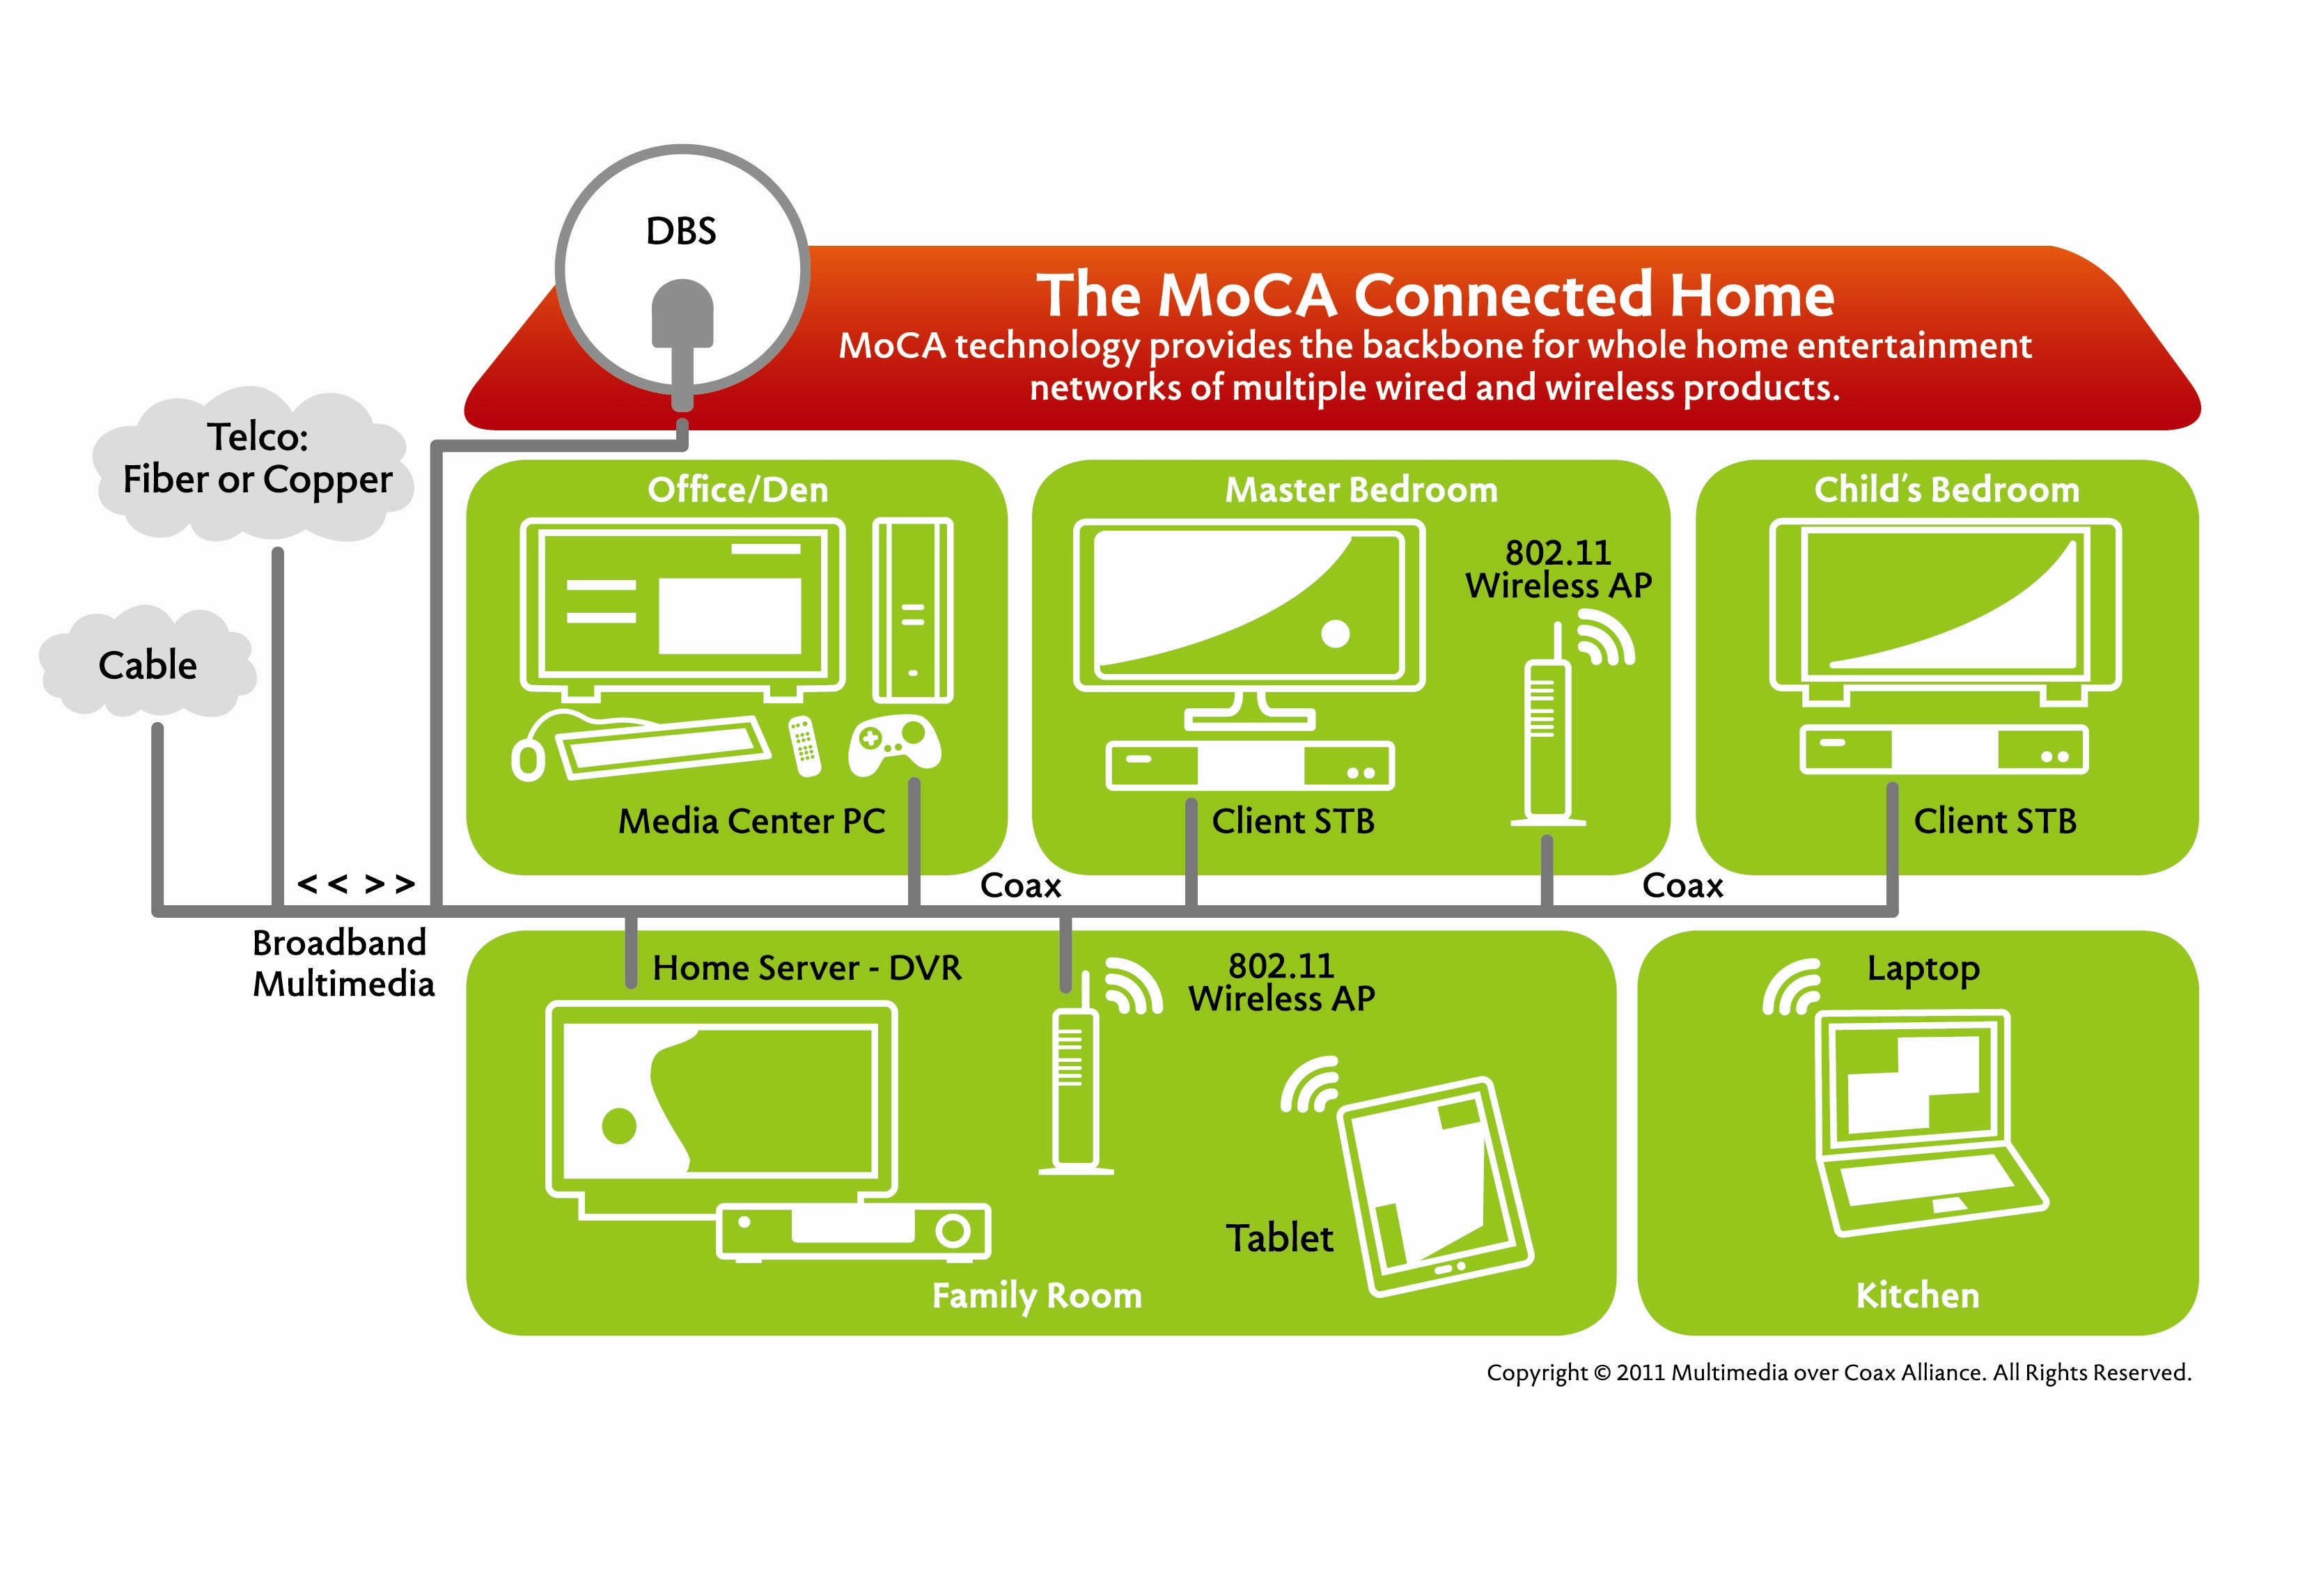 DBS
The MoCA Connected Home
MoCA technology provides the backbone for whole home entertainment
networks of multiple wired and wireless products.
Telco:
Fiber or Copper
Cable
Office/Den
Media Center PC
Master Bedroom
802.11
Wireless AP
Client STB
Child's Bedroom
Client STB
<< >>
Broadband
Multimedia
Coax
Coax
Home Server - DVR
802.11
Wireless AP
Tablet
Family Room
Laptop
Kitchen
Copyright © 2011 Multimedia over Coax Alliance. All Rights Reserved.